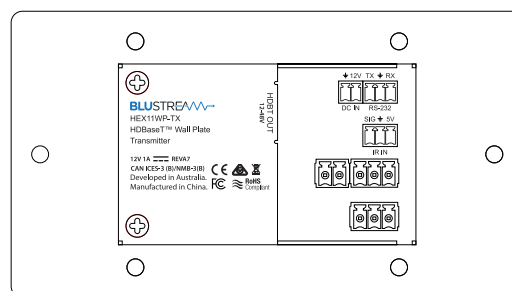 BLUSTREAM
HEX11WP-TX
HDBaseT™ Wall Plate
Transmitter
12V 1A REVA7
CAN ICES-3 (B)/NMB-3(B)
Developed in Australia.
Manufactured in China.
CE
FC
RoHS
Compliant
HDBT OUT
12-48V
12V TX RX
DC IN RS-232
SIG 5V
IR IN